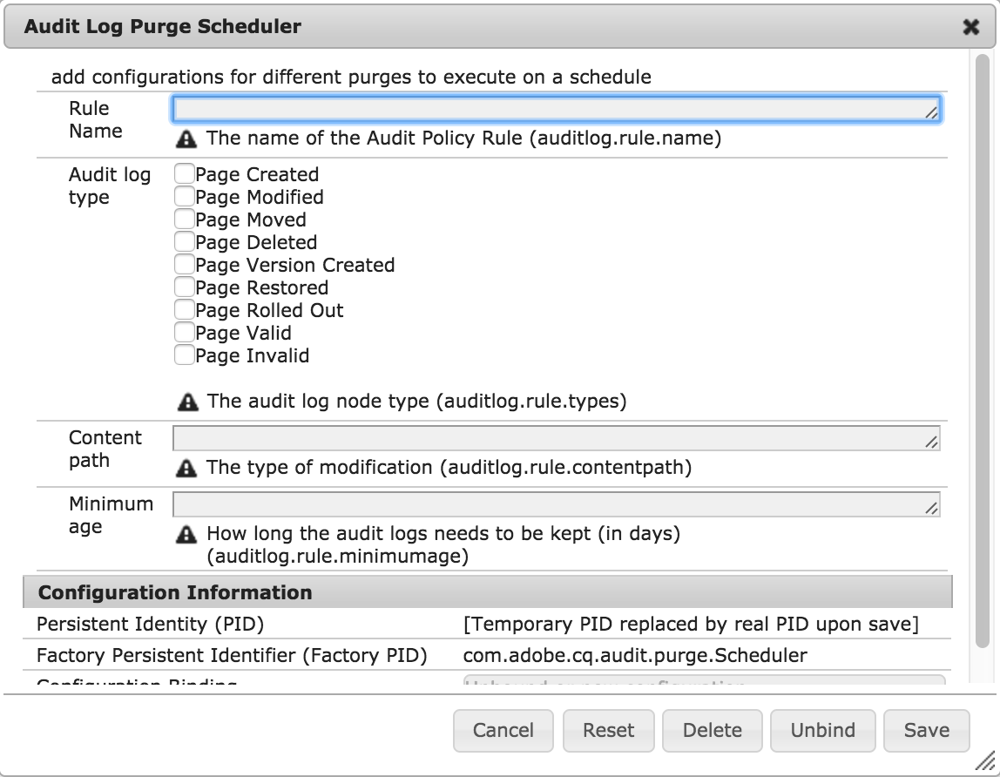 Audit Log Purge Scheduler
add configurations for different purges to execute on a schedule
Rule
Name
The name of the Audit Policy Rule (auditlog.rule.name)
Audit log
type
Page Created
Page Modified
Page Moved
Page Deleted
Page Version Created
Page Restored
Page Rolled Out
Page Valid
Page Invalid
The audit log node type (auditlog.rule.types)
Content
path
The type of modification (auditlog.rule.contentpath)
Minimum
age
How long the audit logs needs to be kept (in days)
(auditlog.rule.minimumage)
Configuration Information
Persistent Identity (PID) [Temporary PID replaced by real PID upon save]
Factory Persistent Identifier (Factory PID) com.adobe.cq.audit.purge.Scheduler
Configuration Binding Unbound or new configuration
Cancel Reset Delete Unbind Save